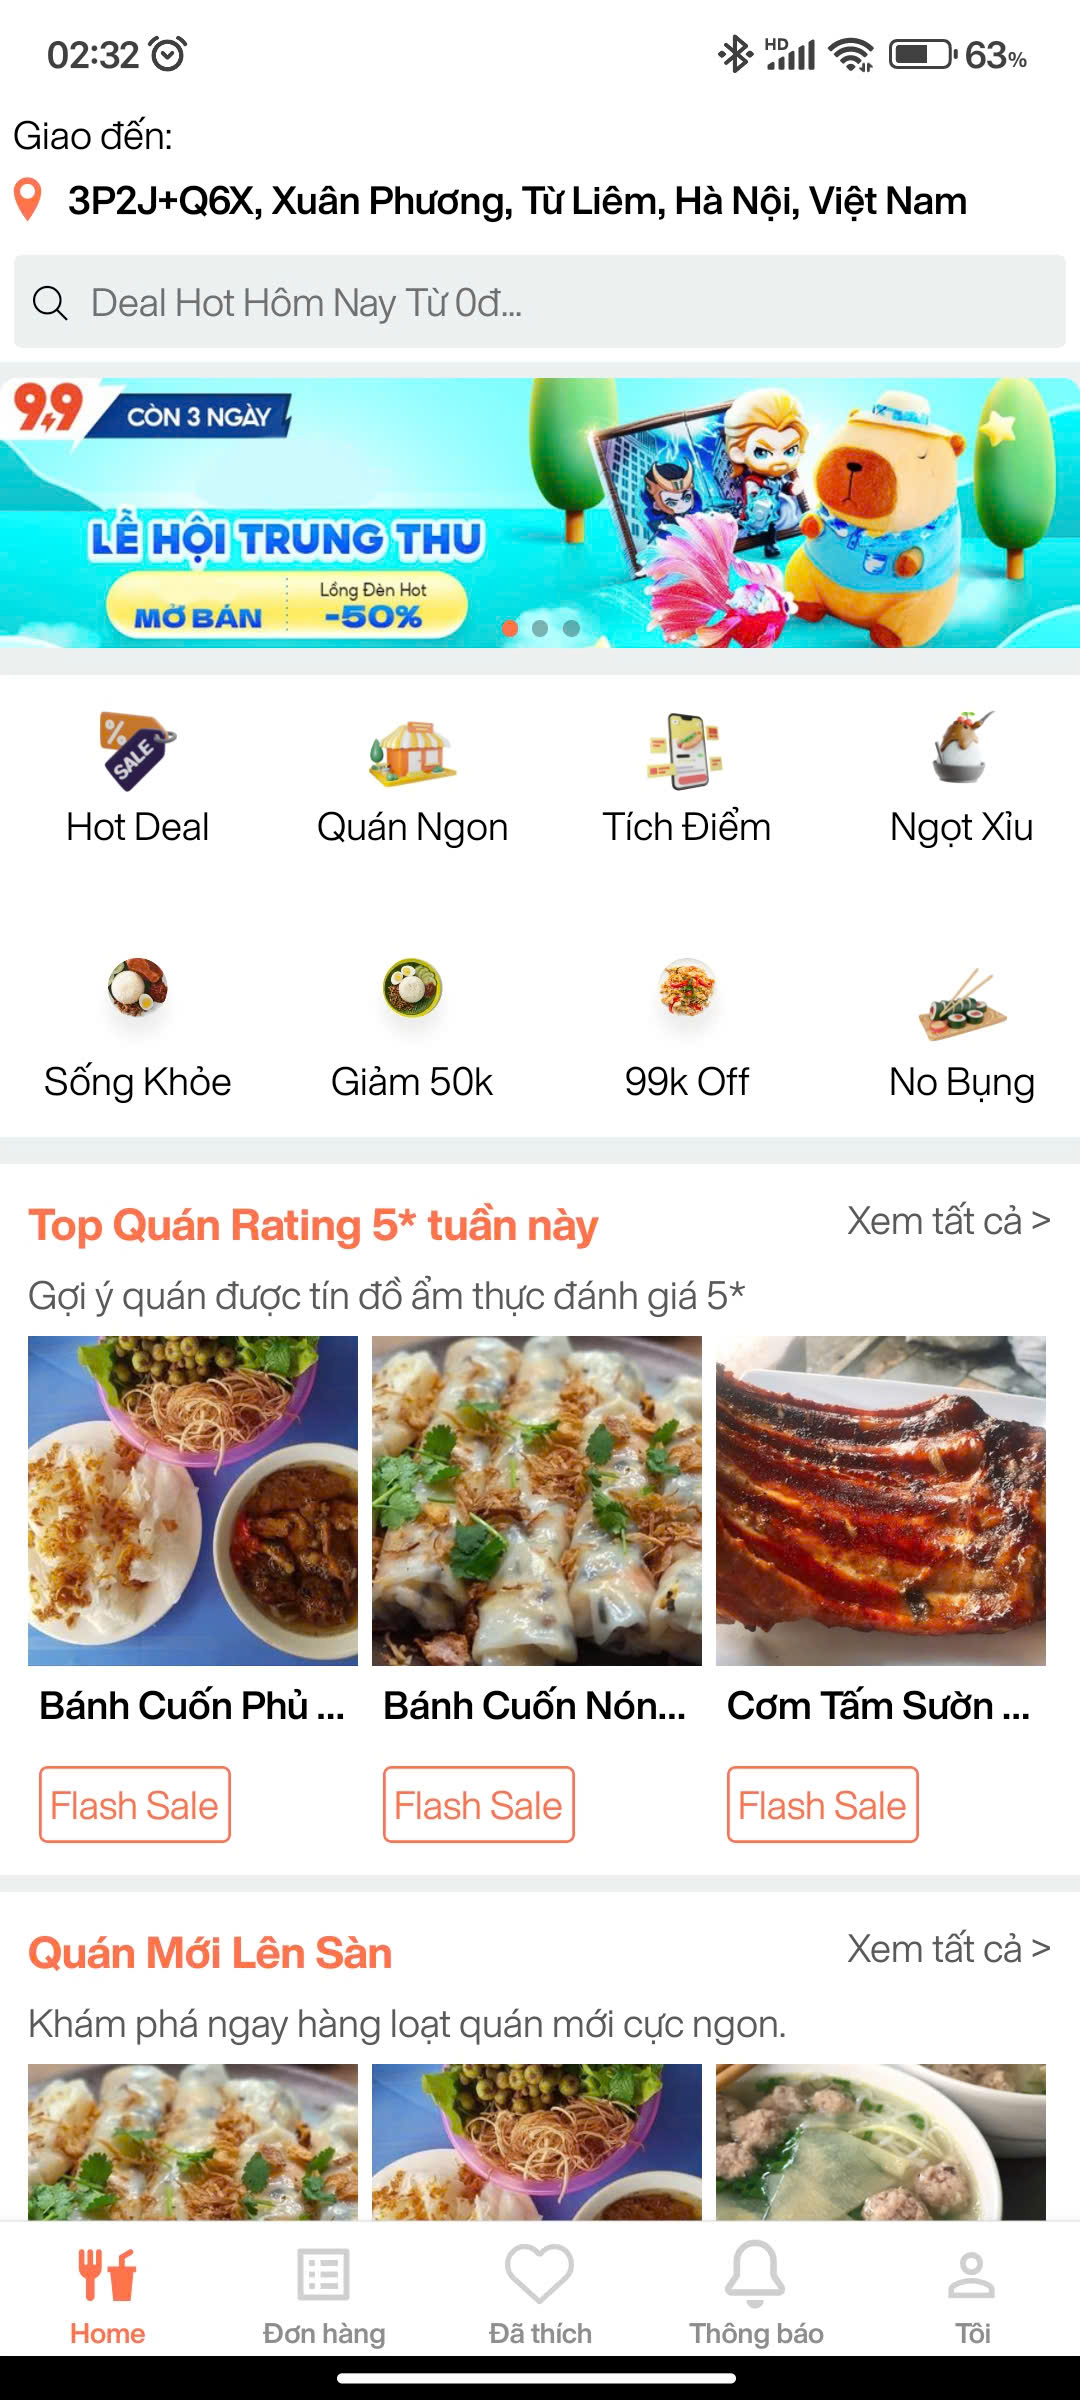 02:32 HD 63%
Giao đến:
3P2J+Q6X, Xuân Phương, Từ Liêm, Hà Nội, Việt Nam
Deal Hot Hôm Nay Từ 0đ...
9.9 CÒN 3 NGÀY
LỄ HỘI TRUNG THU
MỞ BÁN Lồng Đèn Hot
-50%
SALE
Hot Deal Quán Ngon Tích Điểm Ngọt Xỉu
Sống Khỏe Giảm 50k 99k Off No Bụng
Top Quán Rating 5* tuần này Xem tất cả >
Gợi ý quán được tín đồ ẩm thực đánh giá 5*
Bánh Cuốn Phủ ... Bánh Cuốn Nón... Cơm Tấm Sườn ...
Flash Sale Flash Sale Flash Sale
Quán Mới Lên Sàn Xem tất cả >
Khám phá ngay hàng loạt quán mới cực ngon.
Home Đơn hàng Đã thích Thông báo Tôi